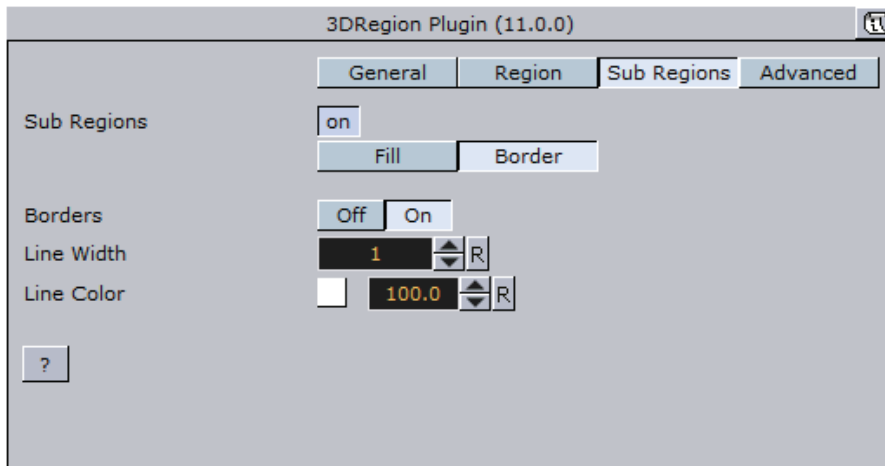 3DRegion Plugin (11.0.0)
General Region Sub Regions Advanced
Sub Regions on
Fill Border
Borders Off On
Line Width 1 R
Line Color 100.0 R
?